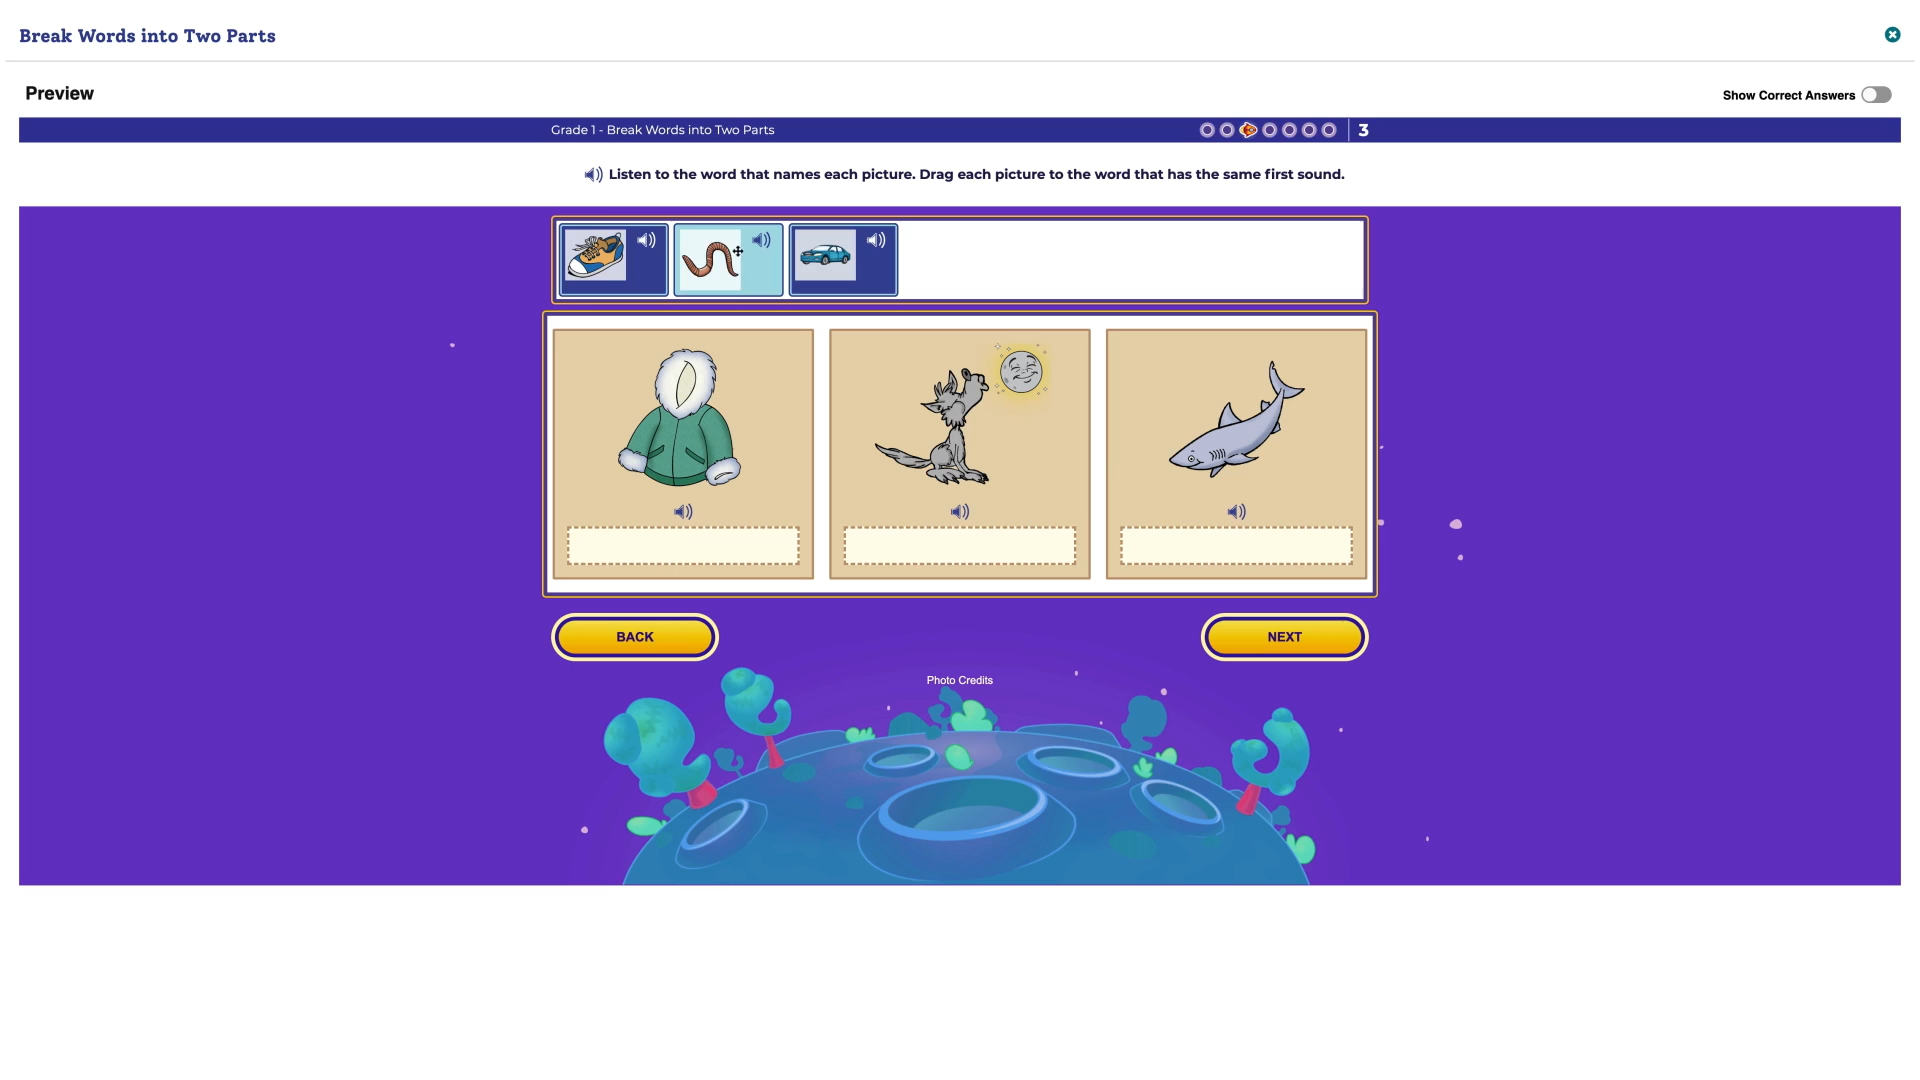 Break Words into Two Parts
Preview
Show Correct Answers
Grade 1 - Break Words into Two Parts
3
Listen to the word that names each picture. Drag each picture to the word that has the same first sound.
BACK
NEXT
Photo Credits